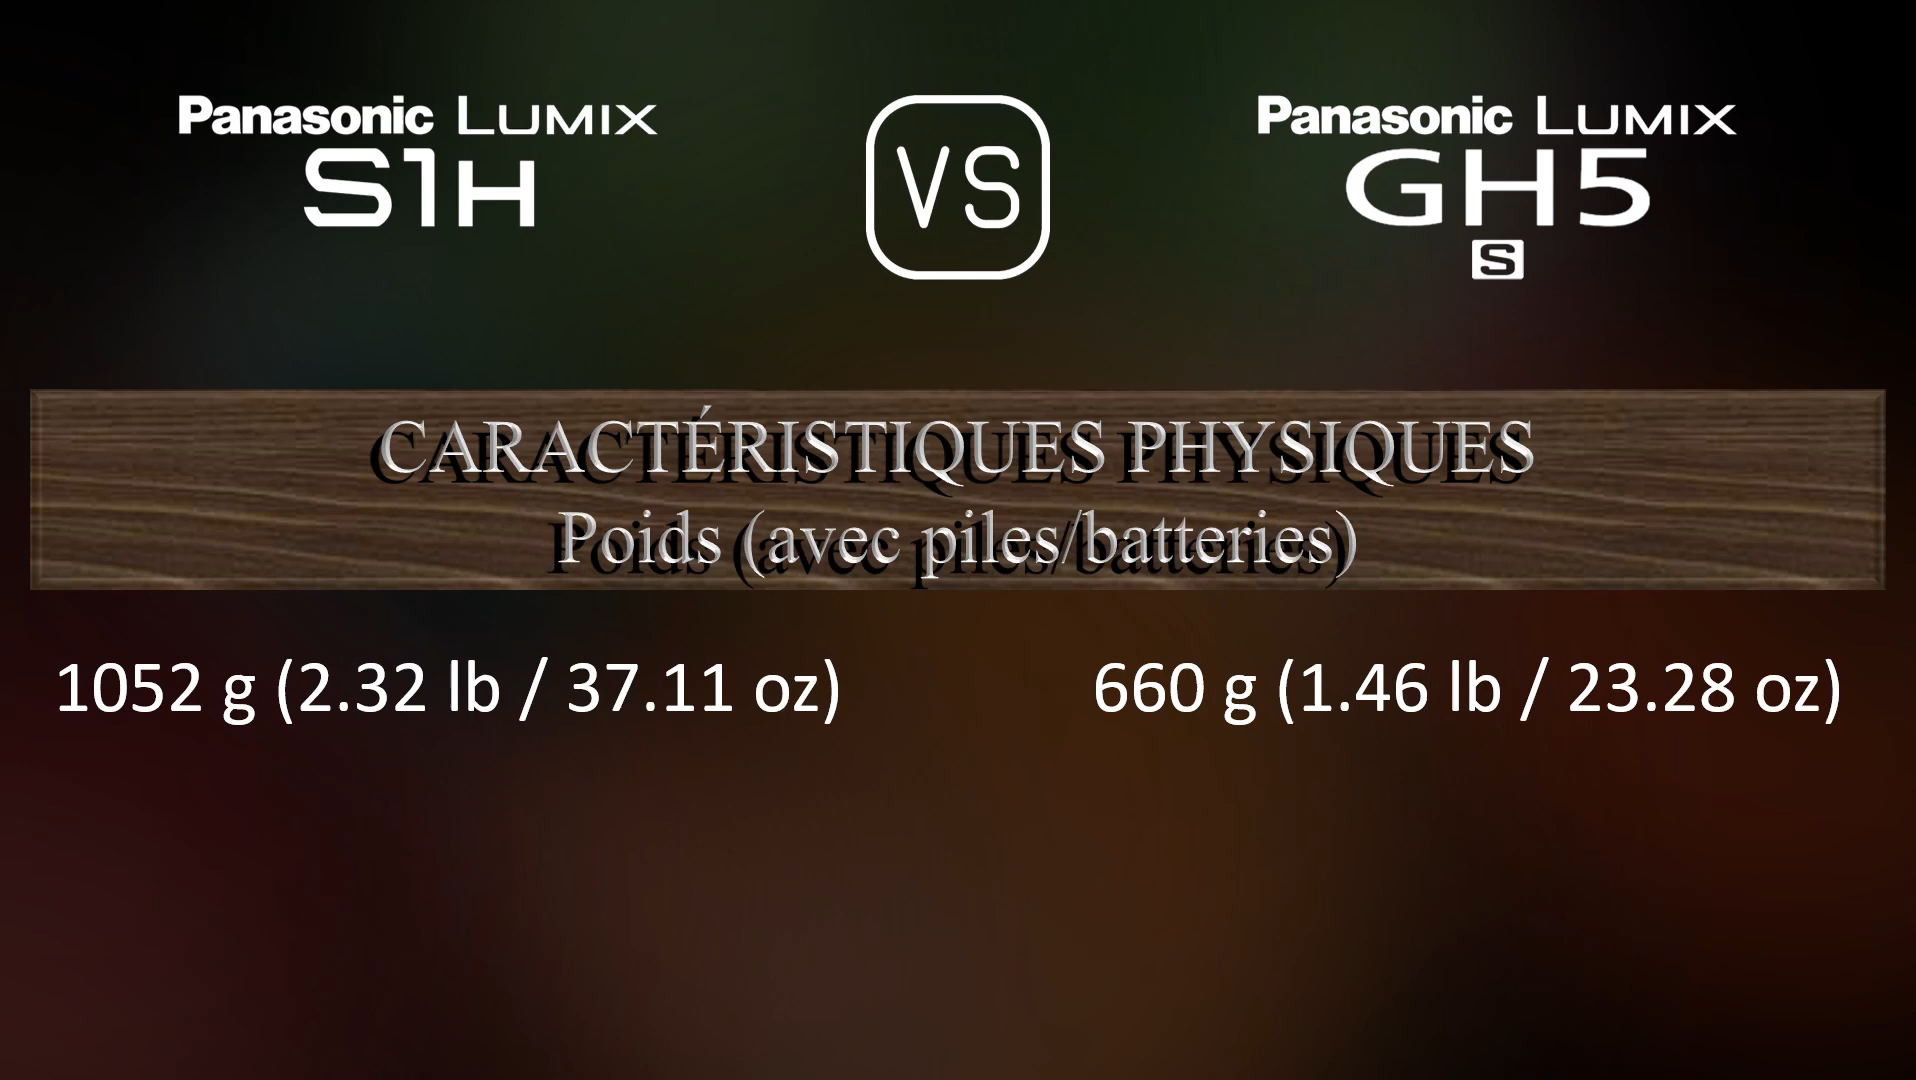 Panasonic LUMIX
S1H
VS
Panasonic LUMIX
GH5
S
CARACTÉRISTIQUES PHYSIQUES
Poids (avec piles/batteries)
1052 g (2.32 lb / 37.11 oz)
660 g (1.46 lb / 23.28 oz)